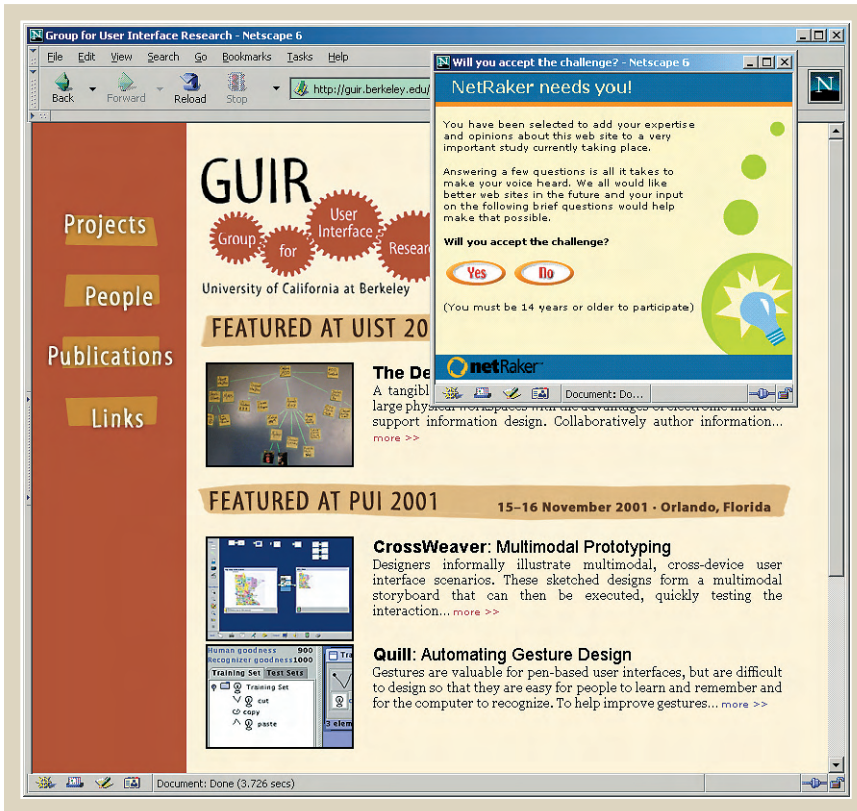 Group for User Interface Research - Netscape 6
File Edit View Search Go Bookmarks Tasks Help
Back Forward Reload Stop
http://guir.berkeley.edu/
N
Projects
People
Publications
Links
GUIR
Group for User Interface
University of California at Berkeley
FEATURED AT UIST 20
The De
A tangibl
large physical workspaces with the advantages of electronic media to
support information design. Collaboratively author information...
more >>
FEATURED AT PUI 2001
15–16 November 2001 · Orlando, Florida
CrossWeaver: Multimodal Prototyping
Designers informally illustrate multimodal, cross-device user
interface scenarios. These sketched designs form a multimodal
storyboard that can then be executed, quickly testing the
interaction... more >>
Human goodness 900
Recognizer goodness 1000
Training Set Test Sets
Training Set
cut
copy
paste
Tra
3 elem
Quill: Automating Gesture Design
Gestures are valuable for pen-based user interfaces, but are difficult
to design so that they are easy for people to learn and remember and
for the computer to recognize. To help improve gestures... more >>
Document: Done (3.726 secs)
Will you accept the challenge? - Netscape 6
NetRaker needs you!
You have been selected to add your expertise
and opinions about this web site to a very
important study currently taking place.
Answering a few questions is all it takes to
make your voice heard. We all would like
better web sites in the future and your input
on the following brief questions would help
make that possible.
Will you accept the challenge?
Yes No
(You must be 14 years or older to participate)
netRaker
Document: Do...